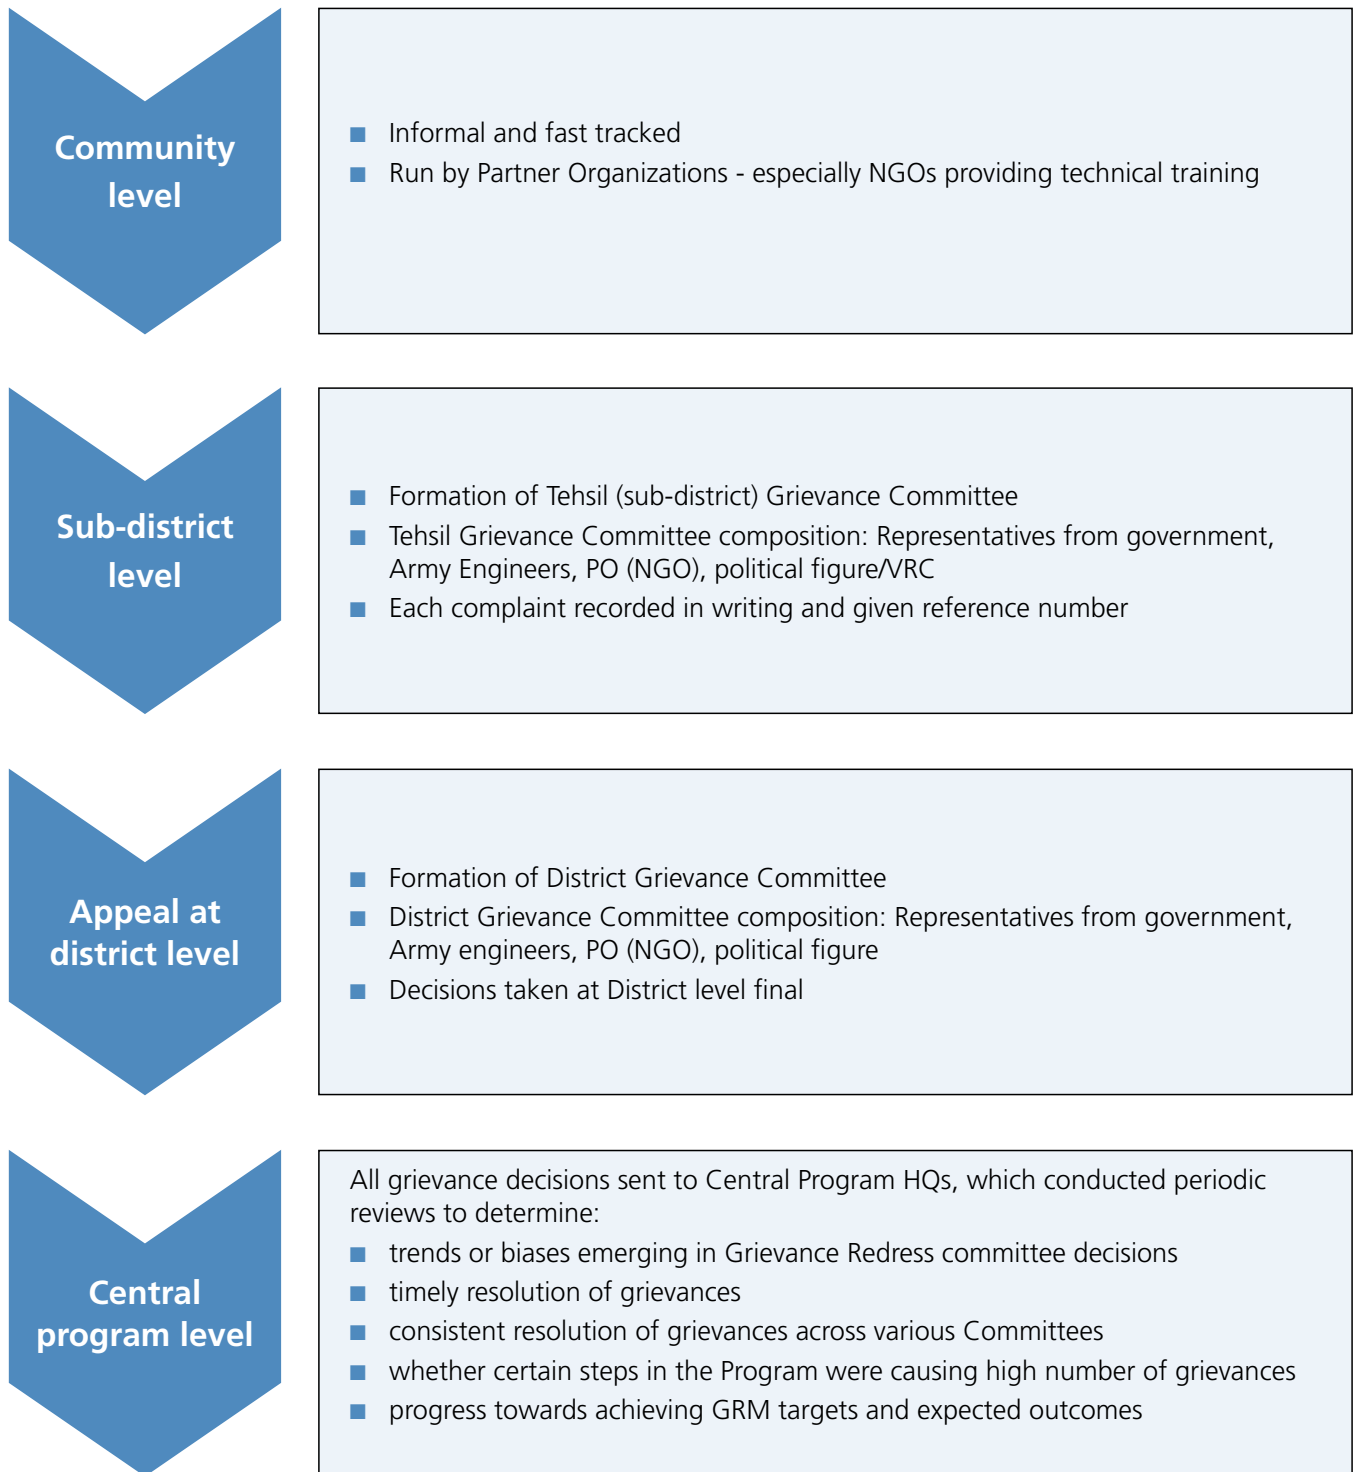 Community
level
■ Informal and fast tracked
■ Run by Partner Organizations - especially NGOs providing technical training
Sub-district
level
■ Formation of Tehsil (sub-district) Grievance Committee
■ Tehsil Grievance Committee composition: Representatives from government,
Army Engineers, PO (NGO), political figure/VRC
■ Each complaint recorded in writing and given reference number
Appeal at
district level
■ Formation of District Grievance Committee
■ District Grievance Committee composition: Representatives from government,
Army engineers, PO (NGO), political figure
■ Decisions taken at District level final
Central
program level
All grievance decisions sent to Central Program HQs, which conducted periodic
reviews to determine:
■ trends or biases emerging in Grievance Redress committee decisions
■ timely resolution of grievances
■ consistent resolution of grievances across various Committees
■ whether certain steps in the Program were causing high number of grievances
■ progress towards achieving GRM targets and expected outcomes